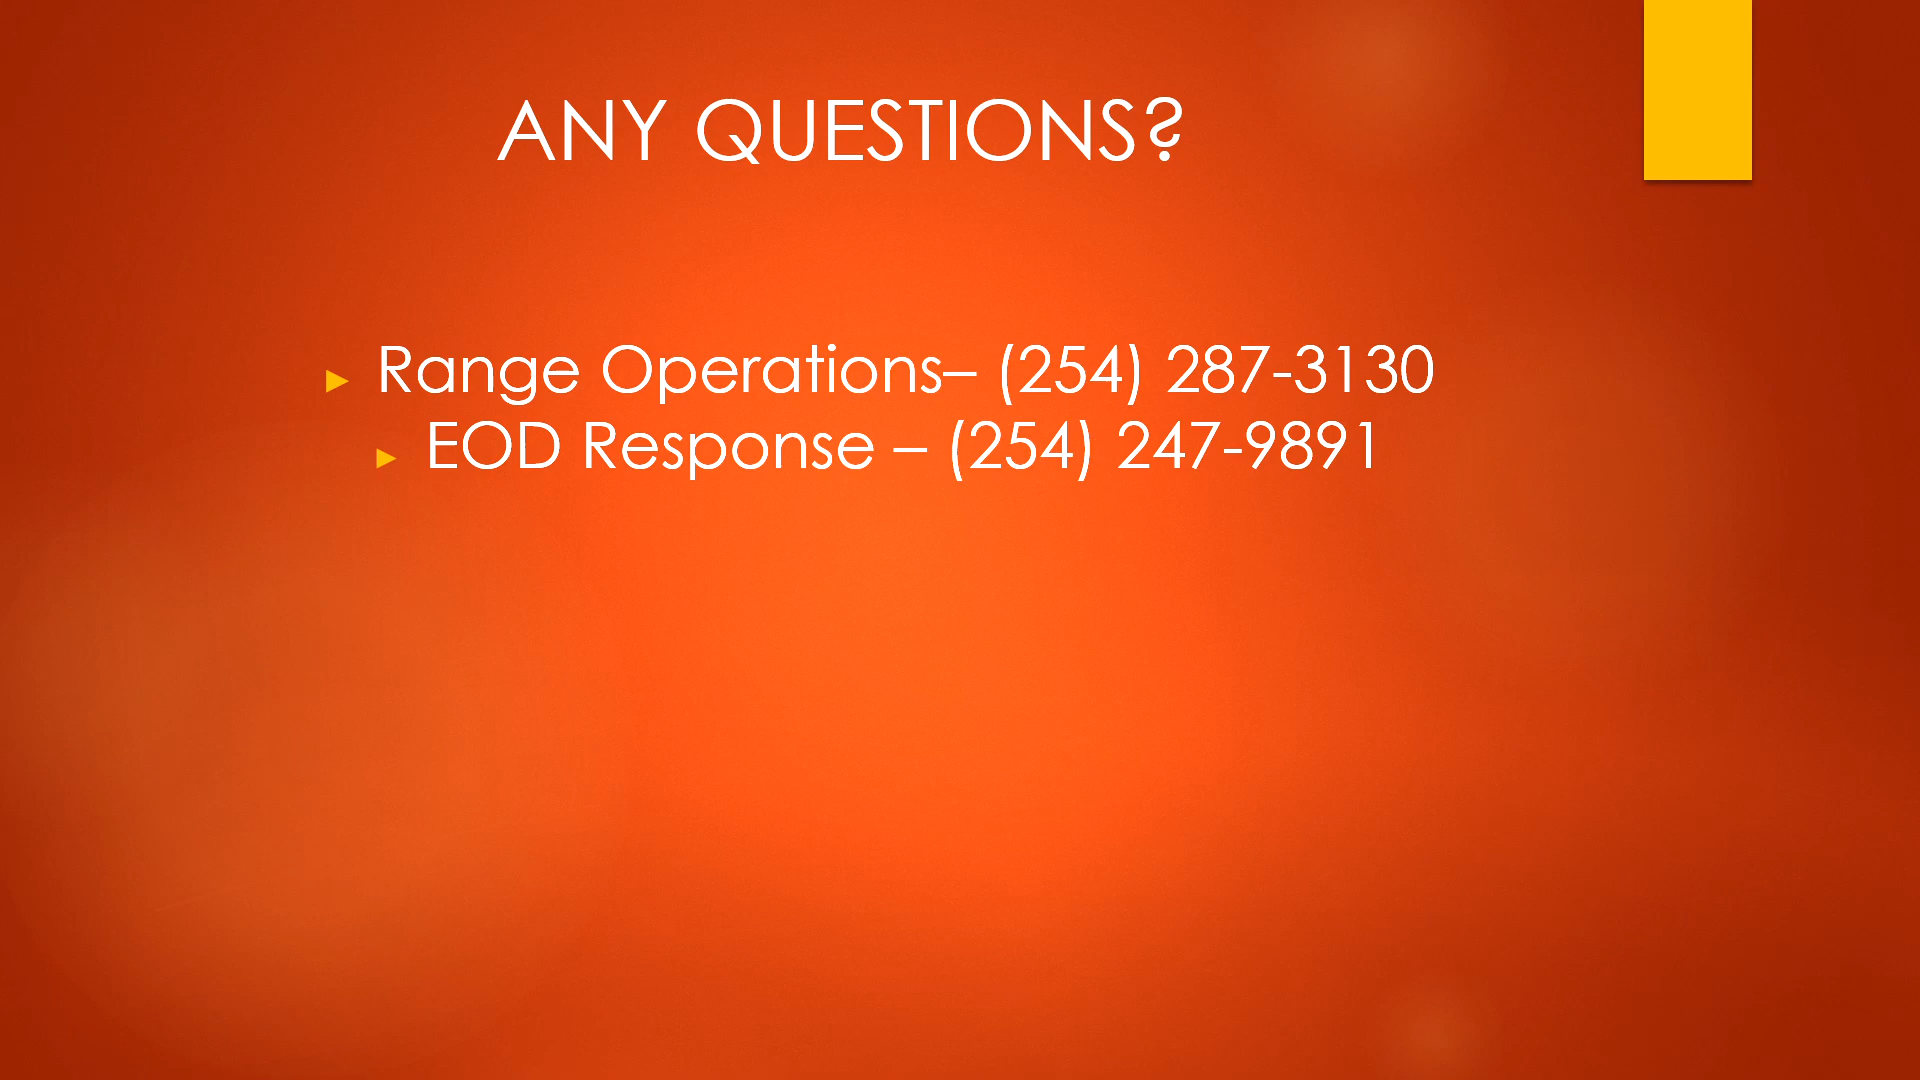 ANY QUESTIONS?
► Range Operations– (254) 287-3130
► EOD Response – (254) 247-9891